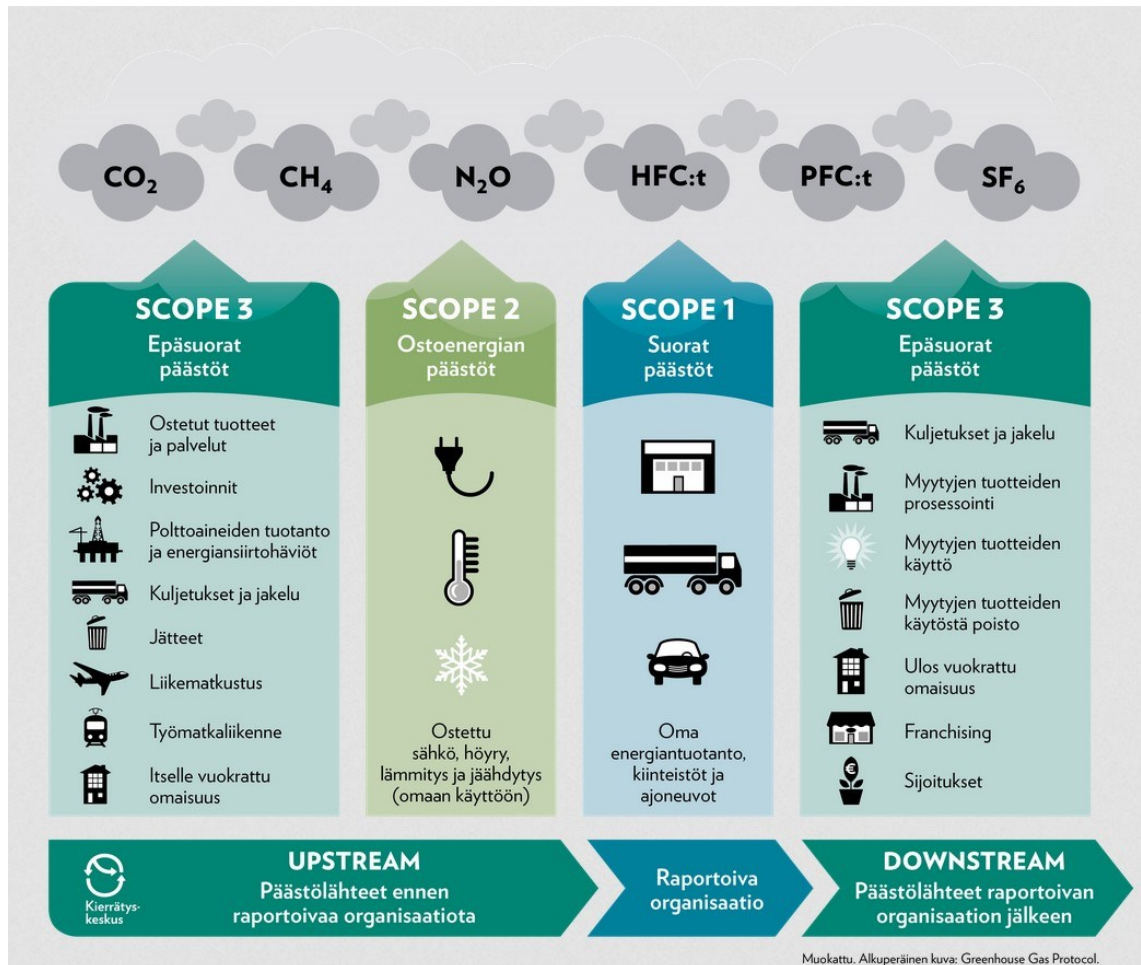 CO₂
CH₄
N₂O
HFC:t
PFC:t
SF₆
SCOPE 3
Epäsuorat
päästöt
Ostetut tuotteet
ja palvelut
Investoinnit
Polttoaineiden tuotanto
ja energiansiirtohäviöt
Kuljetukset ja jakelu
Jätteet
Liikematkustus
Työmatkaliikenne
Itselle vuokrattu
omaisuus
SCOPE 2
Ostoenergian
päästöt
Ostettu
sähkö, höyry,
lämmitys ja jäähdytys
(omaan käyttöön)
SCOPE 1
Suorat
päästöt
Oma
energiantuotanto,
kiinteistöt ja
ajoneuvot
SCOPE 3
Epäsuorat
päästöt
Kuljetukset ja jakelu
Myytyjen tuotteiden
prosessointi
Myytyjen tuotteiden
käyttö
Myytyjen tuotteiden
käytöstä poisto
Ulos vuokrattu
omaisuus
Franchising
€
Sijoitukset
Kierrätys-
keskus
UPSTREAM
Päästölähteet ennen
raportoivaa organisaatiota
Raportoiva
organisaatio
DOWNSTREAM
Päästölähteet raportoivan
organisaation jälkeen
Muokattu. Alkuperäinen kuva: Greenhouse Gas Protocol.